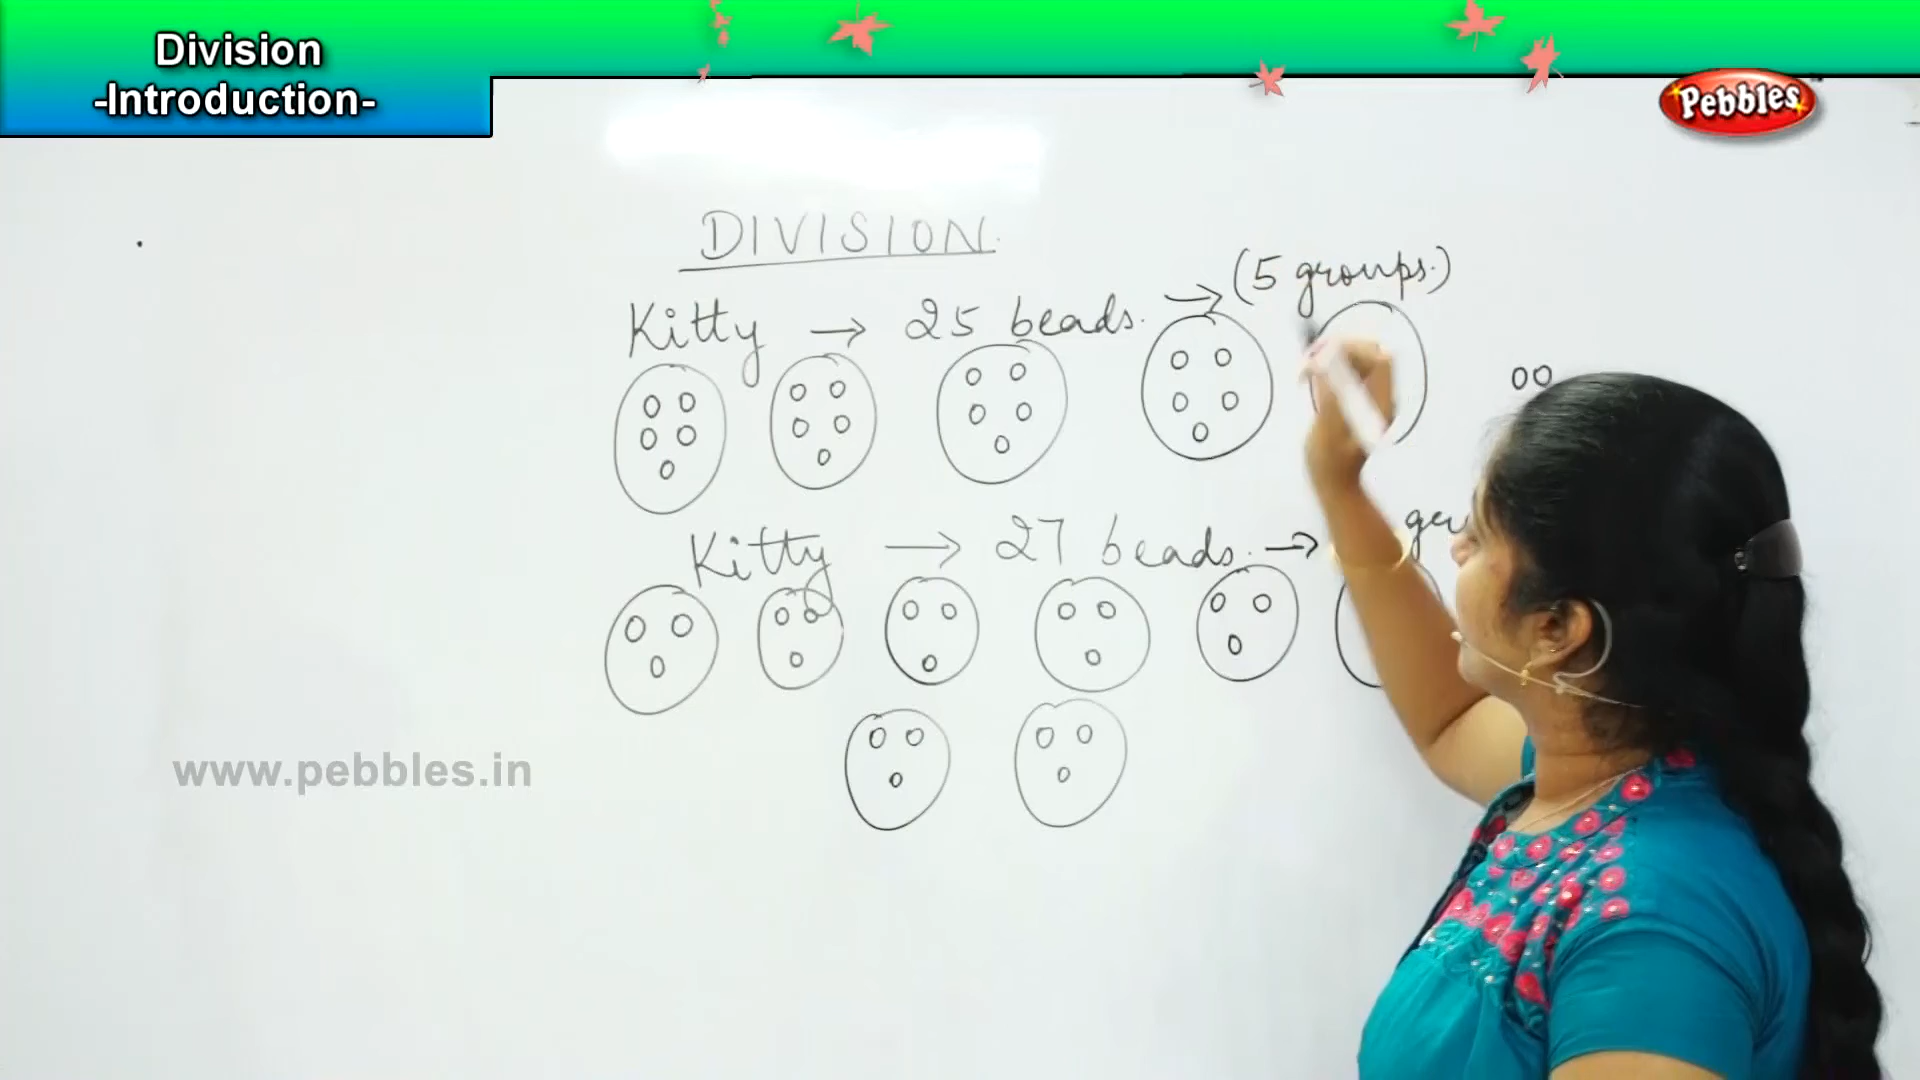 Division
-Introduction-
Pebbles
DIVISION
(5 groups.)
Kitty → 25 beads. →
Kitty → 27 beads. →
www.pebbles.in